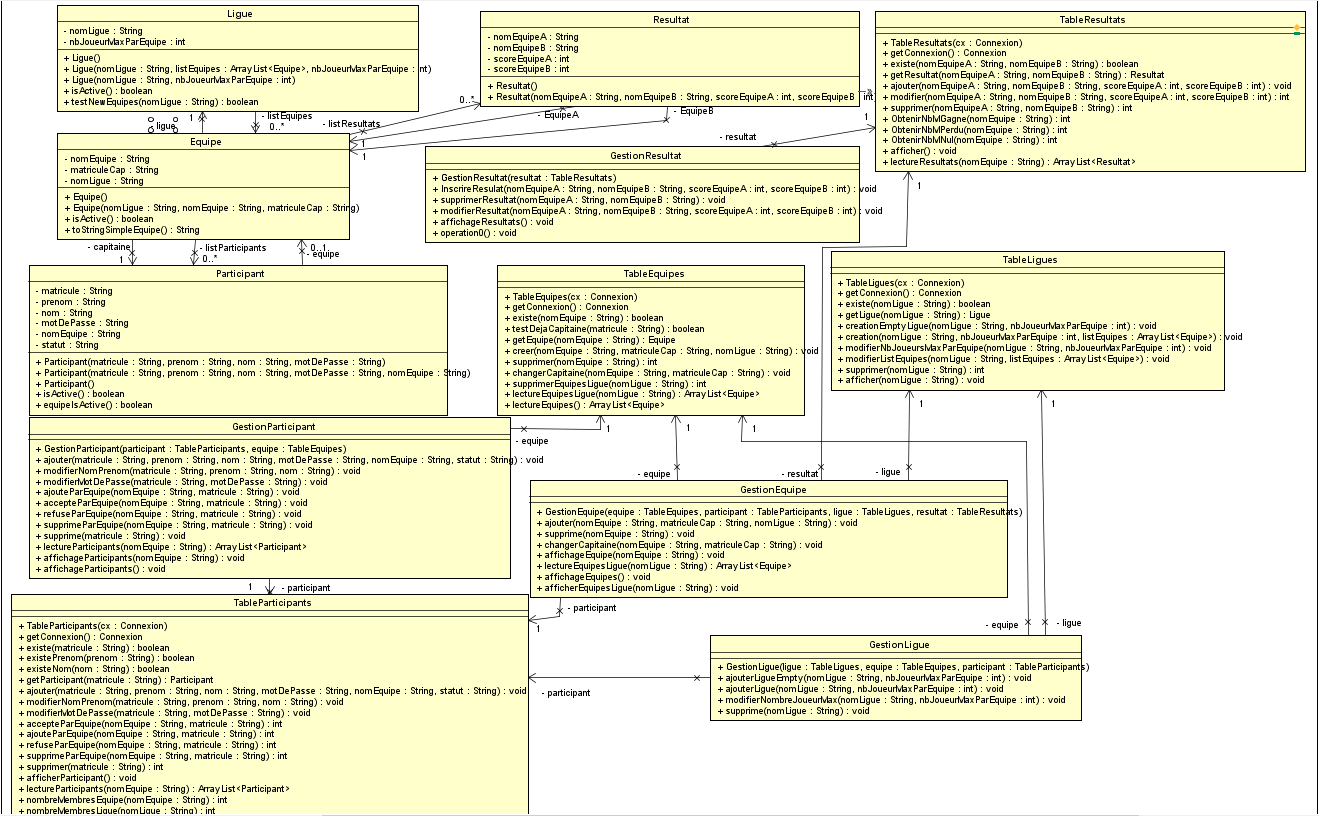 Ligue
- nomLigue : String
- nbJoueurMaxParEquipe : int
+ Ligue()
+ Ligue(nomLigue : String, listEquipes : ArrayList<Equipe>, nbJoueurMaxParEquipe : int)
+ Ligue(nomLigue : String, nbJoueurMaxParEquipe : int)
+ isActive() : boolean
+ testNewEquipes(nomLigue : String) : boolean
Resultat
- nomEquipeA : String
- nomEquipeB : String
- scoreEquipeA : int
- scoreEquipeB : int
+ Resultat()
+ Resultat(nomEquipeA : String, nomEquipeB : String, scoreEquipeA : int, scoreEquipeB : int
TableResultats
+ TableResultats(cx : Connexion)
+ getConnexion() : Connexion
+ existe(nomEquipeA : String, nomEquipeB : String) : boolean
+ getResultat(nomEquipeA : String, nomEquipeB : String) : Resultat
+ ajouter(nomEquipeA : String, nomEquipeB : String, scoreEquipeA : int, scoreEquipeB : int) : void
+ modifier(nomEquipeA : String, nomEquipeB : String, scoreEquipeA : int, scoreEquipeB : int) : int
+ supprimer(nomEquipeA : String, nomEquipeB : String) : int
+ ObtenirNbMGagne(nomEquipe : String) : int
+ ObtenirNbMPerdu(nomEquipe : String) : int
+ ObtenirNbMNul(nomEquipe : String) : int
+ afficher() : void
+ lectureResultats(nomEquipe : String) : ArrayList<Resultat>
ligue
1
- listEquipes
0..*
- listResultats
0..*
- EquipeA
- EquipeB
1
1
- resultat
1
Equipe
- nomEquipe : String
- matriculeCap : String
- nomLigue : String
+ Equipe()
+ Equipe(nomLigue : String, nomEquipe : String, matriculeCap : String)
+ isActive() : boolean
+ toStringSimpleEquipe() : String
GestionResultat
+ GestionResultat(resultat : TableResultats)
+ InscrireResulat(nomEquipeA : String, nomEquipeB : String, scoreEquipeA : int, scoreEquipeB : int) : void
+ supprimerResultat(nomEquipeA : String, nomEquipeB : String) : void
+ modifierResultat(nomEquipeA : String, nomEquipeB : String, scoreEquipeA : int, scoreEquipeB : int) : void
+ affichageResultats() : void
+ operation0() : void
- capitaine
1
- listParticipants
0..*
0..1
- equipe
1
Participant
- matricule : String
- prenom : String
- nom : String
- motDePasse : String
- nomEquipe : String
- statut : String
+ Participant(matricule : String, prenom : String, nom : String, motDePasse : String)
+ Participant(matricule : String, prenom : String, nom : String, motDePasse : String, nomEquipe : String)
+ Participant()
+ isActive() : boolean
+ equipeIsActive() : boolean
TableEquipes
+ TableEquipes(cx : Connexion)
+ getConnexion() : Connexion
+ existe(nomEquipe : String) : boolean
+ testDejaCapitaine(matricule : String) : boolean
+ getEquipe(nomEquipe : String) : Equipe
+ creer(nomEquipe : String, matriculeCap : String, nomLigue : String) : void
+ supprimer(nomEquipe : String) : int
+ changerCapitaine(nomEquipe : String, matriculeCap : String) : void
+ supprimerEquipesLigue(nomLigue : String) : int
+ lectureEquipesLigue(nomLigue : String) : ArrayList<Equipe>
+ lectureEquipes() : ArrayList<Equipe>
TableLigues
+ TableLigues(cx : Connexion)
+ getConnexion() : Connexion
+ existe(nomLigue : String) : boolean
+ getLigue(nomLigue : String) : Ligue
+ creationEmptyLigue(nomLigue : String, nbJoueurMaxParEquipe : int) : void
+ creation(nomLigue : String, nbJoueurMaxParEquipe : int, listEquipes : ArrayList<Equipe>) : void
+ modifierNbJoueursMaxParEquipe(nomLigue : String, nbJoueurMaxParEquipe : int) : void
+ modifierListEquipes(nomLigue : String, listEquipes : ArrayList<Equipe>) : void
+ supprimer(nomLigue : String) : int
+ afficher() : void
GestionParticipant
+ GestionParticipant(participant : TableParticipants, equipe : TableEquipes)
+ ajouter(matricule : String, prenom : String, nom : String, motDePasse : String, nomEquipe : String, statut : String) : void
+ modifierNomPrenom(matricule : String, prenom : String, nom : String) : void
+ modifierMotDePasse(matricule : String, motDePasse : String) : void
+ ajouteParEquipe(nomEquipe : String, matricule : String) : void
+ accepteParEquipe(nomEquipe : String, matricule : String) : void
+ refuseParEquipe(nomEquipe : String, matricule : String) : void
+ supprimeParEquipe(nomEquipe : String, matricule : String) : void
+ supprime(matricule : String) : void
+ lectureParticipants(nomEquipe : String) : ArrayList<Participant>
+ affichageParticipants(nomEquipe : String) : void
+ affichageParticipants() : void
- equipe
1
1
1
1
1
- equipe
- resultat
- ligue
GestionEquipe
+ GestionEquipe(equipe : TableEquipes, participant : TableParticipants, ligue : TableLigues, resultat : TableResultats)
+ ajouter(nomEquipe : String, matriculeCap : String, nomLigue : String) : void
+ supprime(nomEquipe : String) : void
+ changerCapitaine(nomEquipe : String, matriculeCap : String) : void
+ affichageEquipe(nomEquipe : String) : void
+ lectureEquipesLigue(nomLigue : String) : ArrayList<Equipe>
+ affichageEquipes() : void
+ afficherEquipesLigue(nomLigue : String) : void
1
- participant
- participant
1
- equipe
- ligue
TableParticipants
+ TableParticipants(cx : Connexion)
+ getConnexion() : Connexion
+ existe(matricule : String) : boolean
+ existePrenom(prenom : String) : boolean
+ existeNom(nom : String) : boolean
+ getParticipant(matricule : String) : Participant
+ ajouter(matricule : String, prenom : String, nom : String, motDePasse : String, nomEquipe : String, statut : String) : void
+ modifierNomPrenom(matricule : String, prenom : String, nom : String) : void
+ modifierMotDePasse(matricule : String, motDePasse : String) : void
+ accepteParEquipe(nomEquipe : String, matricule : String) : int
+ ajouteParEquipe(nomEquipe : String, matricule : String) : int
+ refuseParEquipe(nomEquipe : String, matricule : String) : int
+ supprimeParEquipe(nomEquipe : String, matricule : String) : int
+ supprimer(matricule : String) : int
+ afficherParticipant() : void
+ lectureParticipants(nomEquipe : String) : ArrayList<Participant>
+ nombreMembresEquipe(nomEquipe : String) : int
+ nombreMembresLigue(nomLigue : String) : int
- participant
GestionLigue
+ GestionLigue(ligue : TableLigues, equipe : TableEquipes, participant : TableParticipants)
+ ajouterLigueEmpty(nomLigue : String, nbJoueurMaxParEquipe : int) : void
+ ajouterLigue(nomLigue : String, nbJoueurMaxParEquipe : int) : void
+ modifierNombreJoueurMax(nomLigue : String, nbJoueurMaxParEquipe : int) : void
+ supprime(nomLigue : String) : void